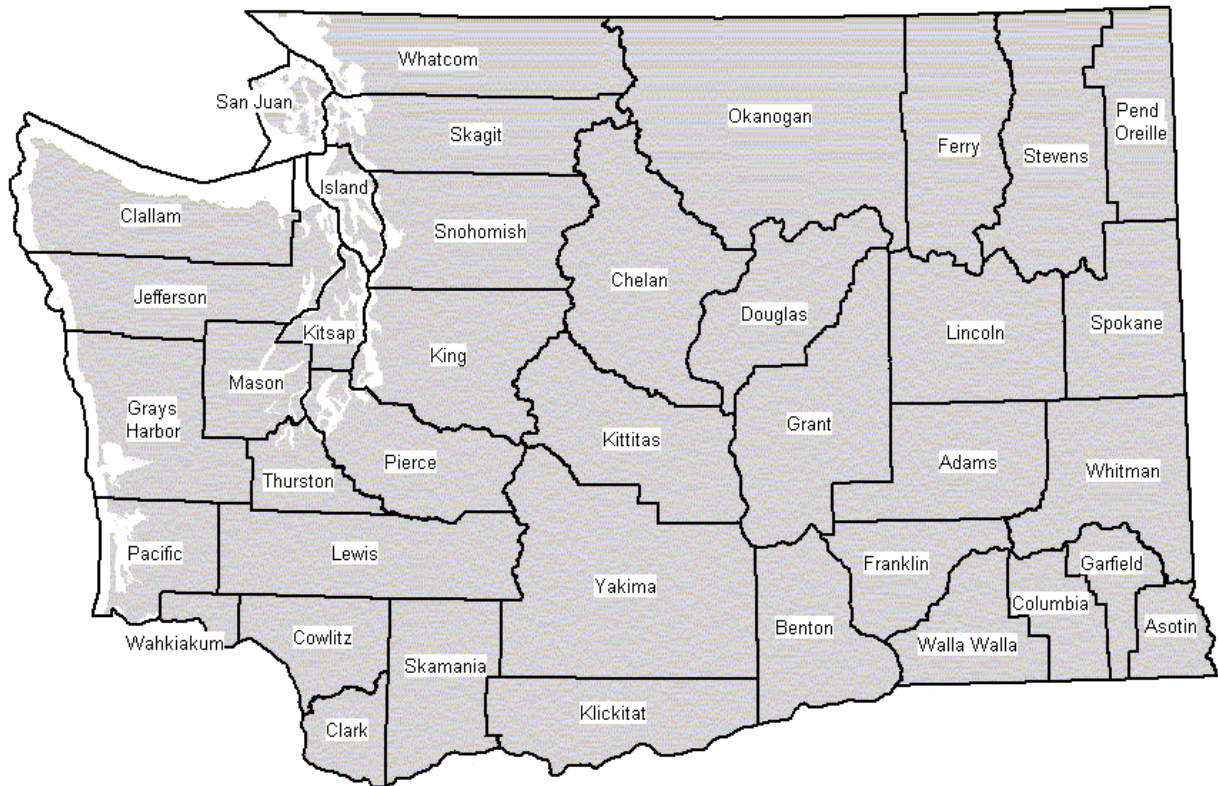 Whatcom
San Juan
Skagit
Okanogan
Ferry
Stevens
Pend
Oreille
Island
Clallam
Snohomish
Chelan
Jefferson
Kitsap
King
Douglas
Lincoln
Spokane
Mason
Grays
Harbor
Kittitas
Grant
Thurston
Pierce
Adams
Whitman
Pacific
Lewis
Yakima
Franklin
Garfield
Columbia
Wahkiakum
Cowlitz
Skamania
Benton
Walla Walla
Asotin
Clark
Klickitat